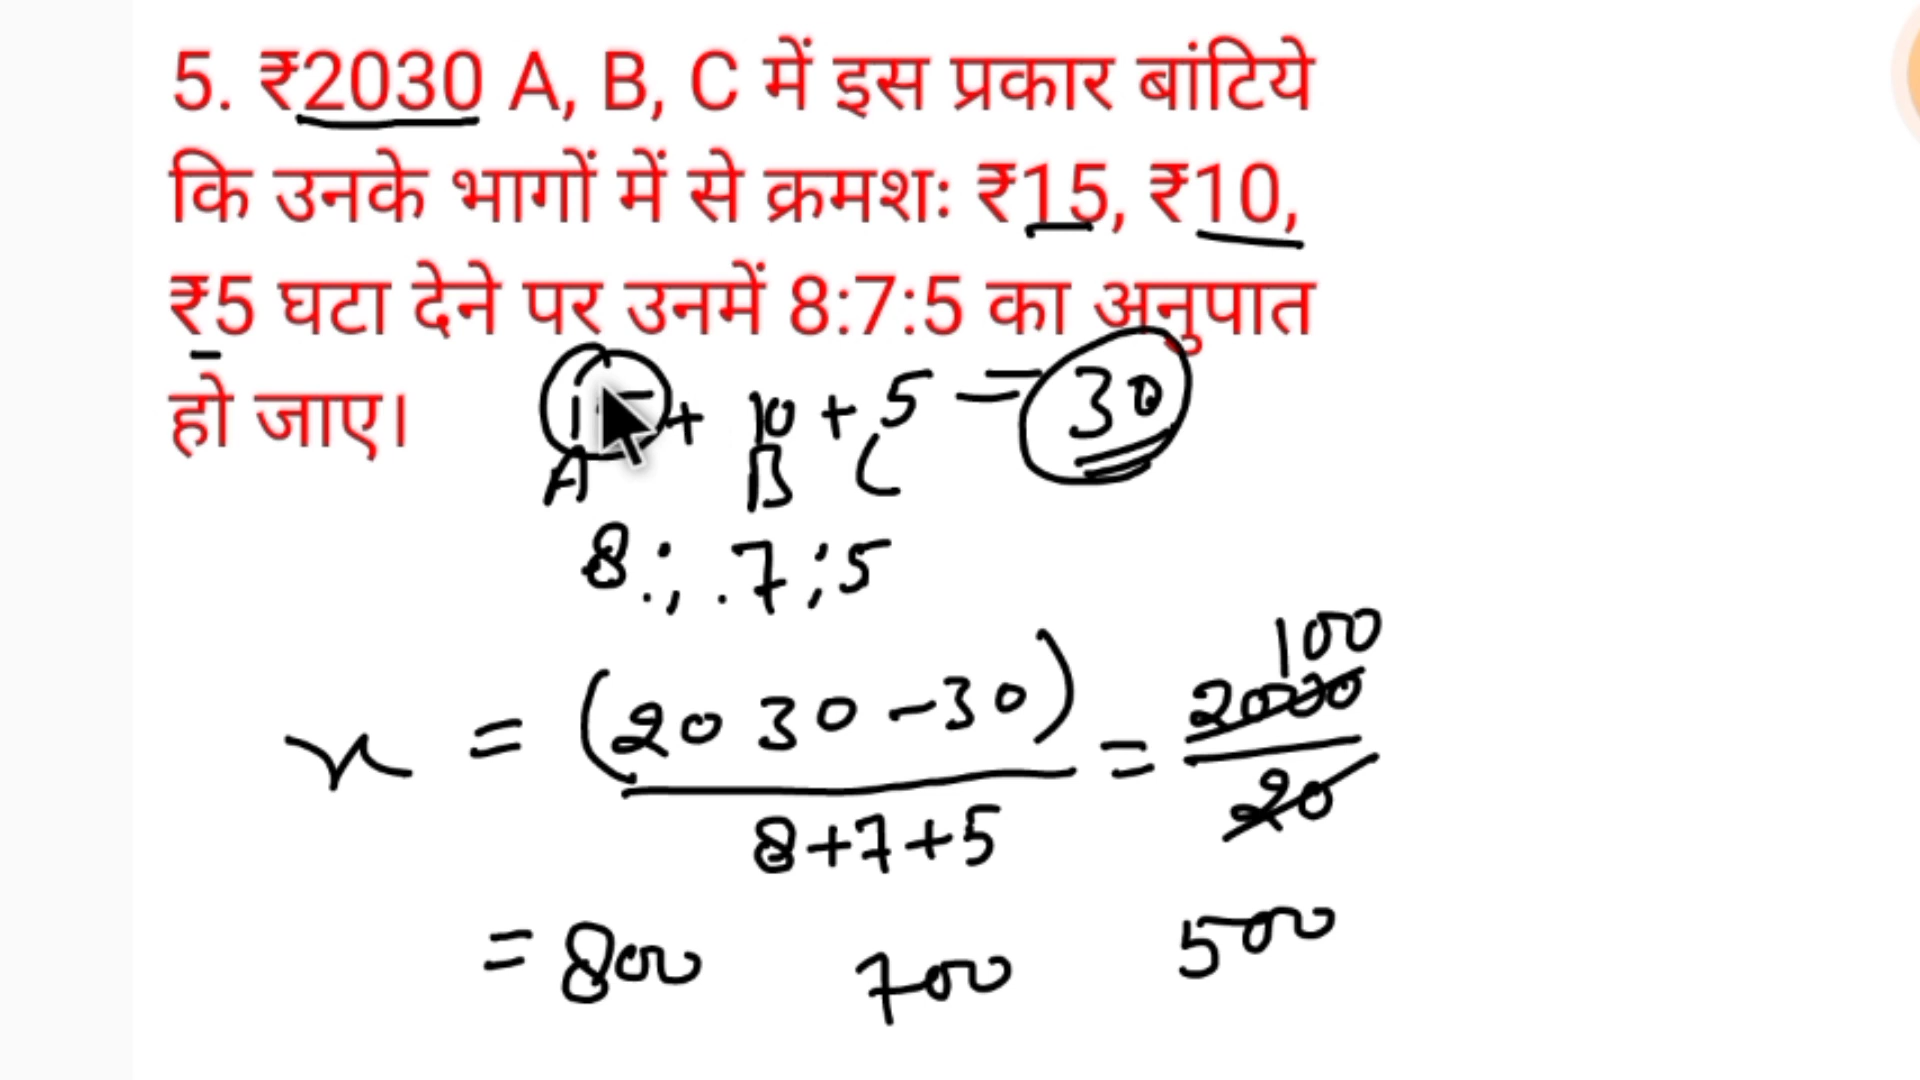 5. ₹2030 A, B, C में इस प्रकार बांटिये
कि उनके भागों में से क्रमशः ₹15, ₹10,
₹5 घटा देने पर उनमें 8:7:5 का अनुपात
हो जाए।
+ 10 + 5 = 30
A B C
8 : 7 : 5
100
x = (2030-30) = 2000
8+7+5 20
= 800 700 500